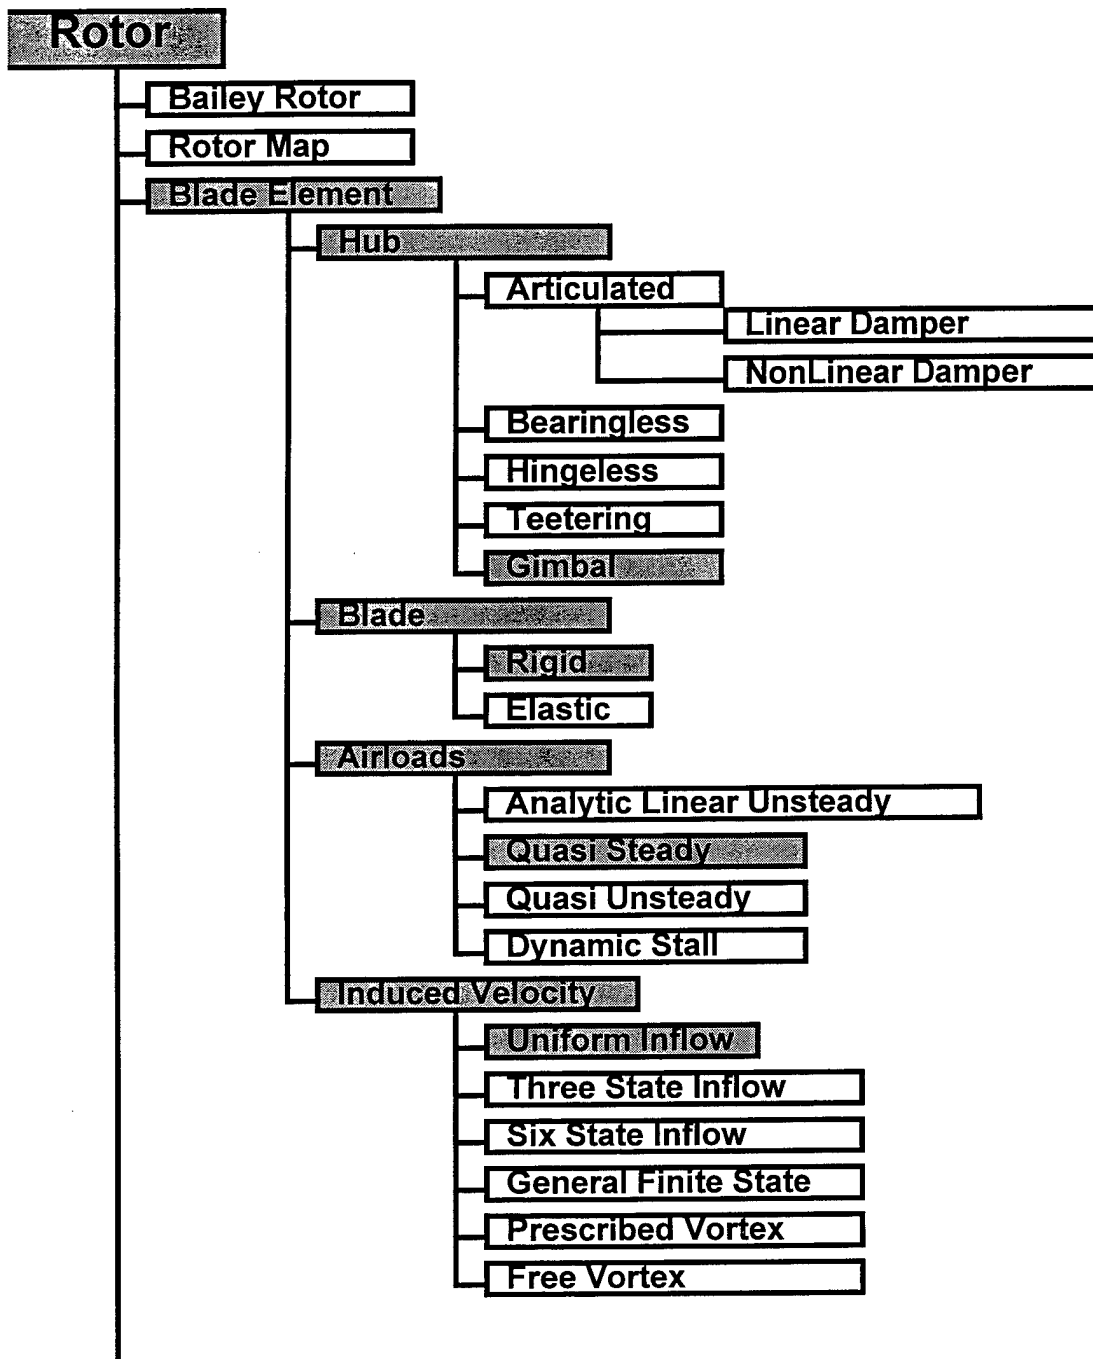 Rotor
Bailey Rotor
Rotor Map
Blade Element
Hub
Articulated
Linear Damper
NonLinear Damper
Bearingless
Hingeless
Teetering
Gimbal
Blade
Rigid
Elastic
Airloads
Analytic Linear Unsteady
Quasi Steady
Quasi Unsteady
Dynamic Stall
Induced Velocity
Uniform Inflow
Three State Inflow
Six State Inflow
General Finite State
Prescribed Vortex
Free Vortex